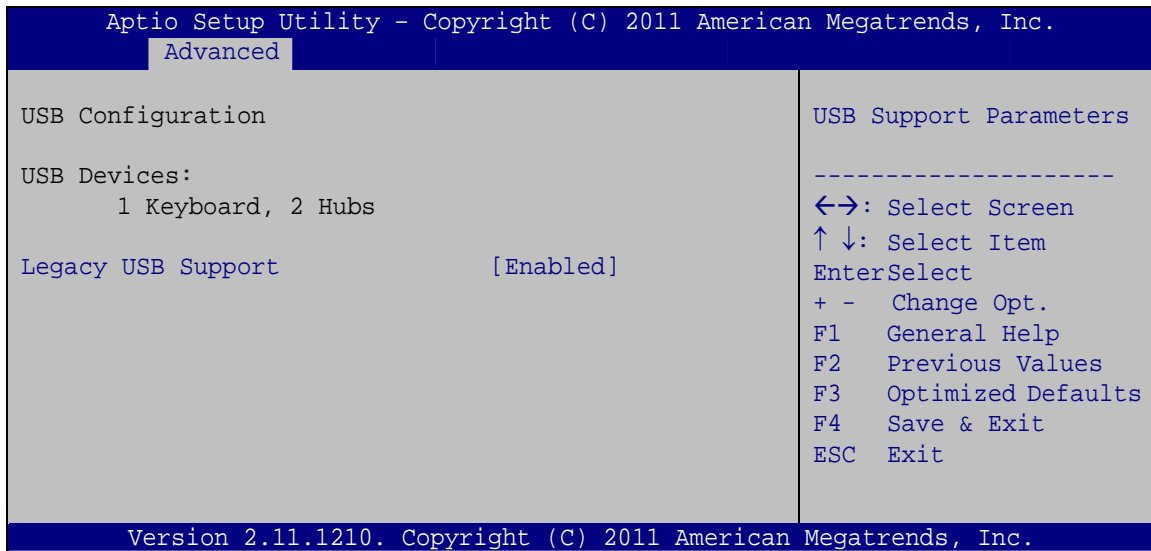 Aptio Setup Utility – Copyright (C) 2011 American Megatrends, Inc.
Advanced
USB Configuration
USB Devices:
1 Keyboard, 2 Hubs
Legacy USB Support [Enabled]
USB Support Parameters
---------------------
←→: Select Screen
↑ ↓: Select Item
EnterSelect
+ - Change Opt.
F1 General Help
F2 Previous Values
F3 Optimized Defaults
F4 Save & Exit
ESC Exit
Version 2.11.1210. Copyright (C) 2011 American Megatrends, Inc.